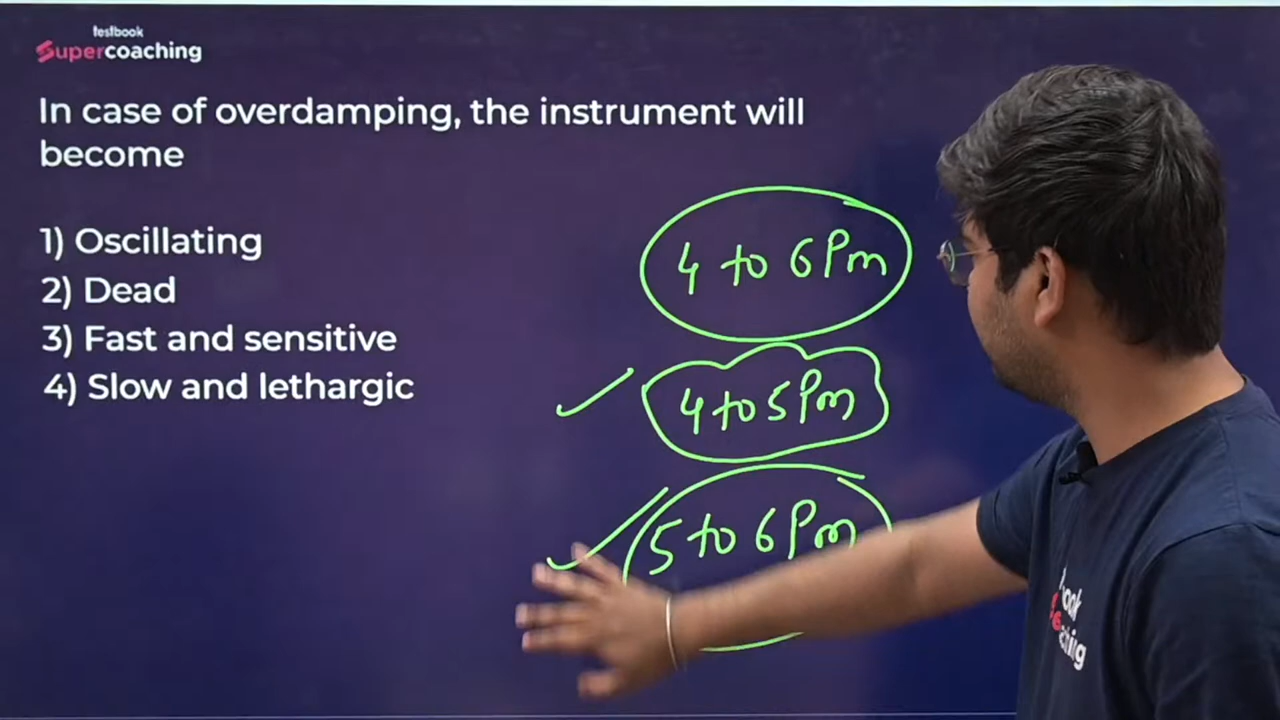 testbook
Supercoaching
In case of overdamping, the instrument will
become
1) Oscillating
2) Dead
3) Fast and sensitive
4) Slow and lethargic
4 to 6 Pm
4 to 5 Pm
5 to 6 Pm